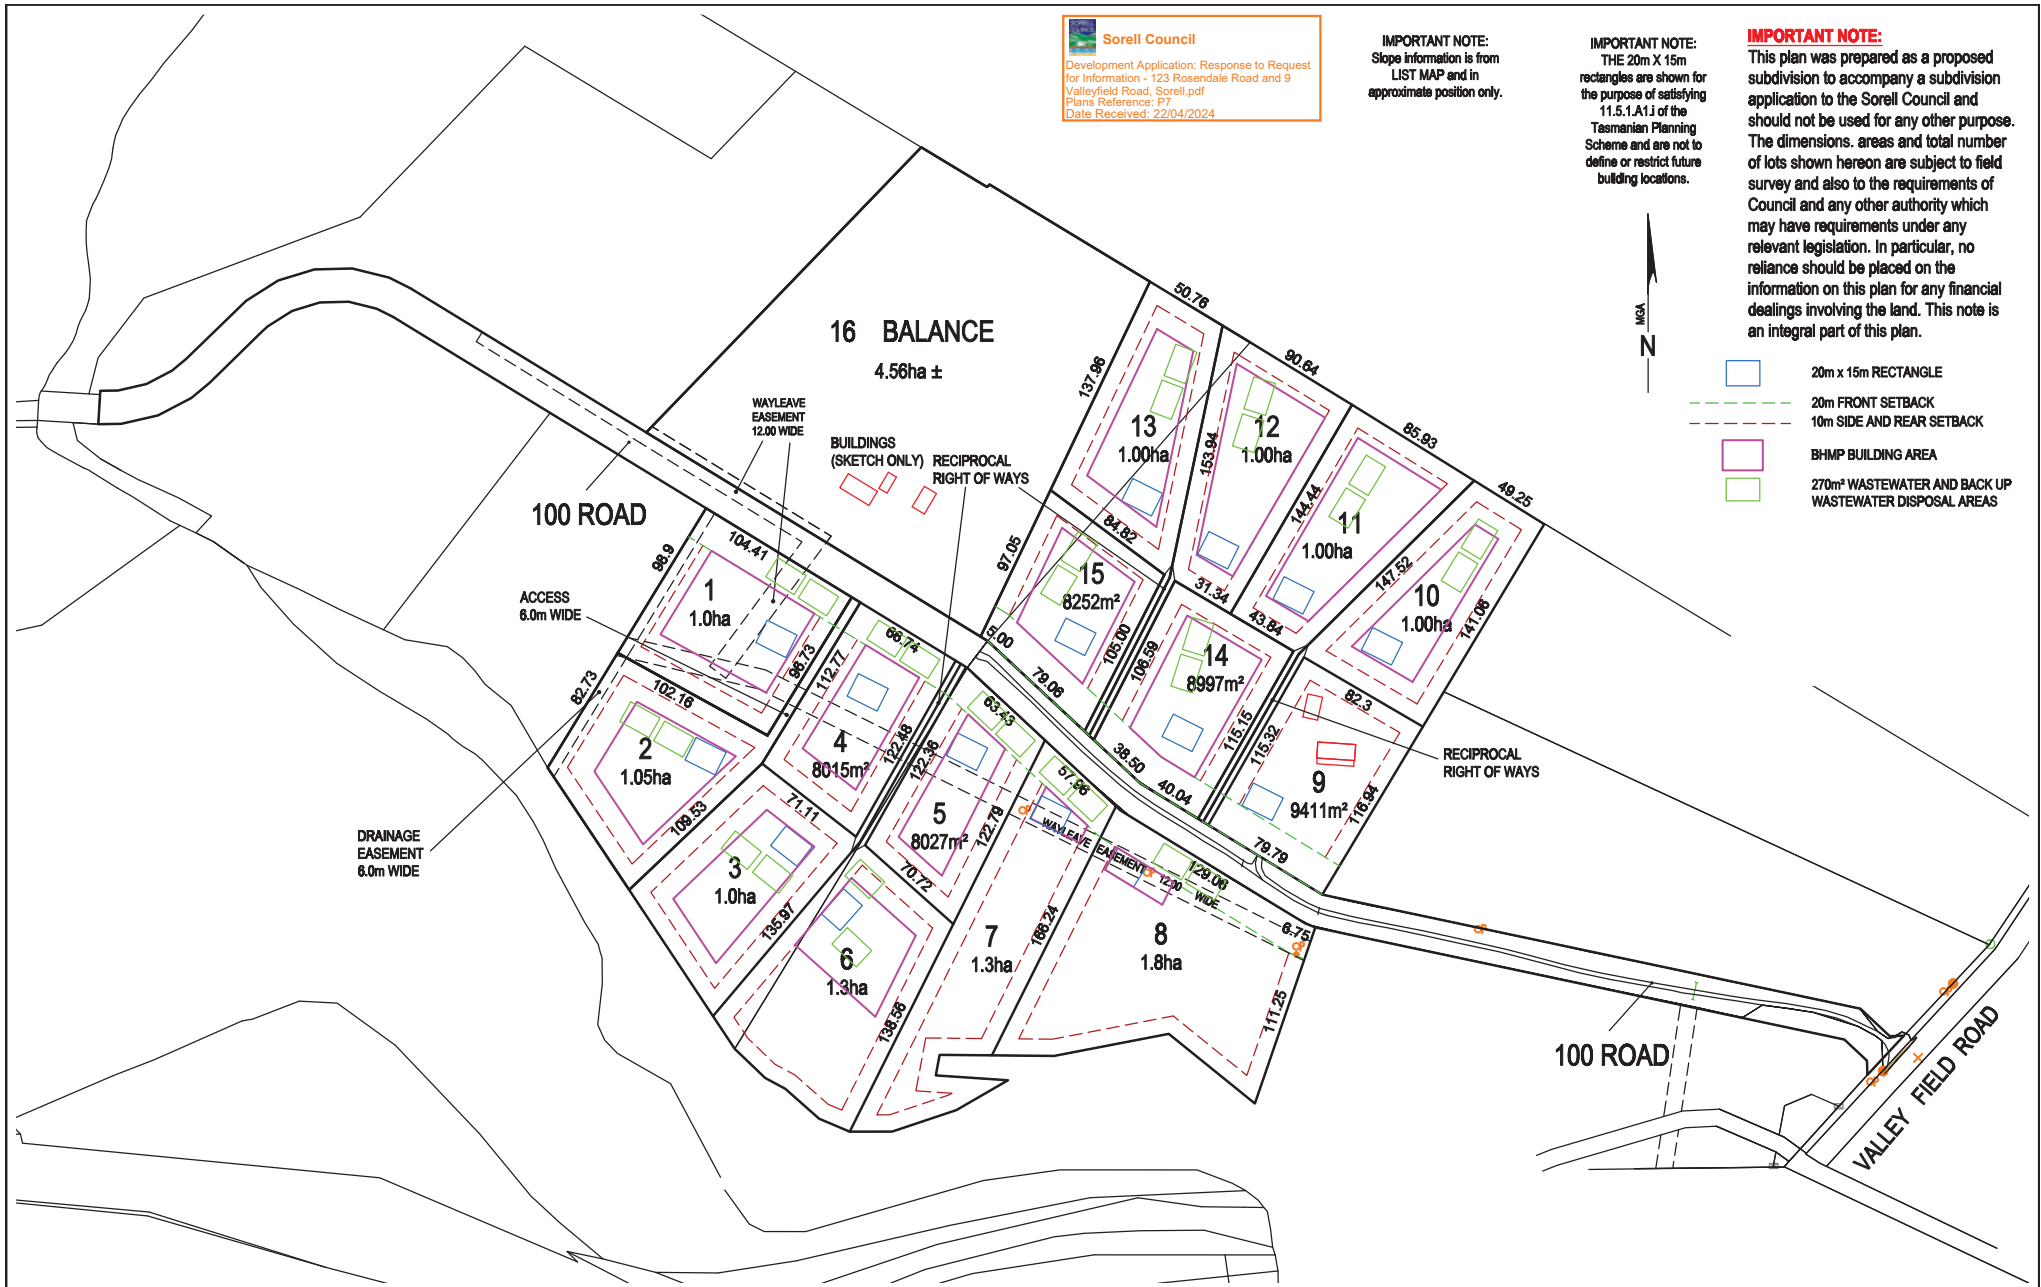 Sorell Council
Development Application: Response to Request
for Information - 123 Rosendale Road and 9
Valleyfield Road, Sorell.pdf
Plans Reference: P7
Date Received: 22/04/2024
IMPORTANT NOTE:
Slope information is from
LIST MAP and in
approximate position only.
IMPORTANT NOTE:
THE 20m X 15m
rectangles are shown for
the purpose of satisfying
11.5.1.A1.i of the
Tasmanian Planning
Scheme and are not to
define or restrict future
building locations.
IMPORTANT NOTE:
This plan was prepared as a proposed
subdivision to accompany a subdivision
application to the Sorell Council and
should not be used for any other purpose.
The dimensions. areas and total number
of lots shown hereon are subject to field
survey and also to the requirements of
Council and any other authority which
may have requirements under any
relevant legislation. In particular, no
reliance should be placed on the
information on this plan for any financial
dealings involving the land. This note is
an integral part of this plan.
MGA
N
20m x 15m RECTANGLE
20m FRONT SETBACK
10m SIDE AND REAR SETBACK
BHMP BUILDING AREA
270m² WASTEWATER AND BACK UP
WASTEWATER DISPOSAL AREAS
16 BALANCE
4.56ha ±
WAYLEAVE
EASEMENT
12.00 WIDE
BUILDINGS
(SKETCH ONLY)
RECIPROCAL
RIGHT OF WAYS
100 ROAD
50.76
137.96
13
1.00ha
84.82
90.64
153.94
12
1.00ha
31.34
85.93
144.44
11
1.00ha
43.84
49.25
147.52
10
1.00ha
141.06
82.3
97.05
15
8252m²
105.00
5.00
79.06
106.59
14
8997m²
115.15
38.50
40.04
115.32
9
9411m²
116.94
79.79
RECIPROCAL
RIGHT OF WAYS
98.9
104.41
1
1.0ha
96.73
ACCESS
6.0m WIDE
82.73
102.16
2
1.05ha
109.53
DRAINAGE
EASEMENT
6.0m WIDE
112.77
66.74
4
8015m²
122.48
71.11
3
1.0ha
135.97
122.36
63.43
5
8027m²
122.79
70.72
6
1.3ha
138.56
57.96
7
1.3ha
166.24
WAYLEAVE EASEMENT 12.00 WIDE
129.06
8
1.8ha
6.75
111.25
100 ROAD
VALLEY FIELD ROAD